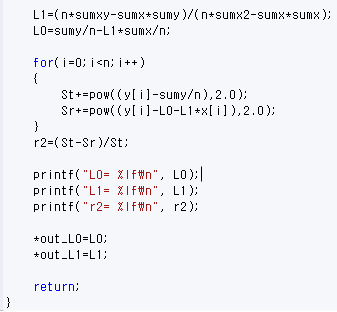 L1=(n*sumxy-sumx*sumy)/(n*sumx2-sumx*sumx);
L0=sumy/n-L1*sumx/n;
for(i=0;i<n;i++)
{
St+=pow((y[i]-sumy/n),2.0);
Sr+=pow((y[i]-L0-L1*x[i]),2.0);
}
r2=(St-Sr)/St;
printf("L0= %lf₩n", L0);
printf("L1= %lf₩n", L1);
printf("r2= %lf₩n", r2);
*out_L0=L0;
*out_L1=L1;
return;
}